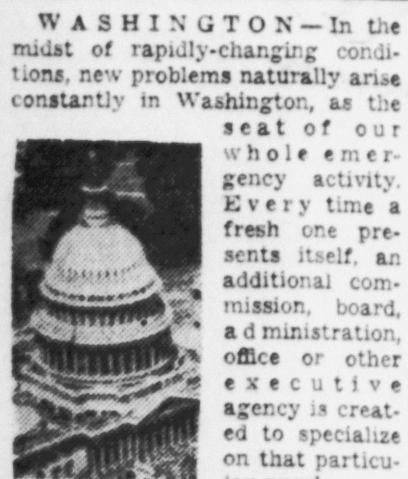 WASHINGTON—In the
midst of rapidly-changing condi-
tions, new problems naturally arise
constantly in Washington, as the
seat of our
whole emer-
gency activity.
Every time a
fresh one pre-
sents itself, an
additional com-
mission, board,
administration,
office or other
executive
agency is creat-
ed to specialize
on that particu-